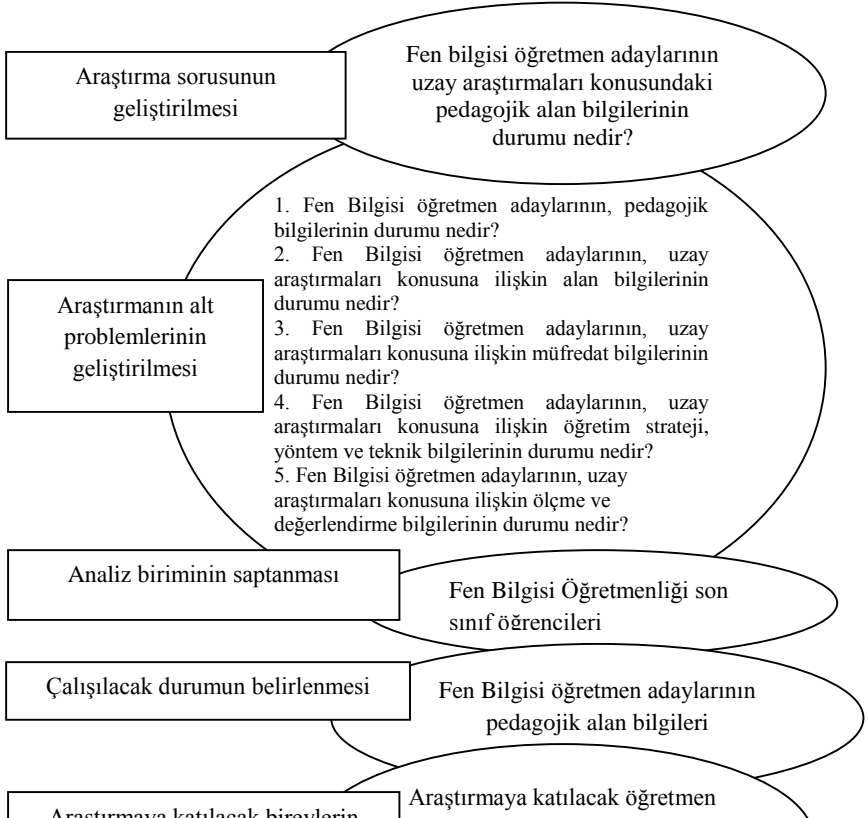 Araştırma sorusunun
geliştirilmesi
Fen bilgisi öğretmen adaylarının
uzay araştırmaları konusundaki
pedagojik alan bilgilerinin
durumu nedir?
Araştırmanın alt
problemlerinin
geliştirilmesi
1. Fen Bilgisi öğretmen adaylarının, pedagojik
bilgilerinin durumu nedir?
2. Fen Bilgisi öğretmen adaylarının, uzay
araştırmaları konusuna ilişkin alan bilgilerinin
durumu nedir?
3. Fen Bilgisi öğretmen adaylarının, uzay
araştırmaları konusuna ilişkin müfredat bilgilerinin
durumu nedir?
4. Fen Bilgisi öğretmen adaylarının, uzay
araştırmaları konusuna ilişkin öğretim strateji,
yöntem ve teknik bilgilerinin durumu nedir?
5. Fen Bilgisi öğretmen adaylarının, uzay
araştırmaları konusuna ilişkin ölçme ve
değerlendirme bilgilerinin durumu nedir?
Analiz biriminin saptanması
Fen Bilgisi Öğretmenliği son
sınıf öğrencileri
Çalışılacak durumun belirlenmesi
Fen Bilgisi öğretmen adaylarının
pedagojik alan bilgileri
Araştırmaya katılacak bireylerin
Araştırmaya katılacak öğretmen